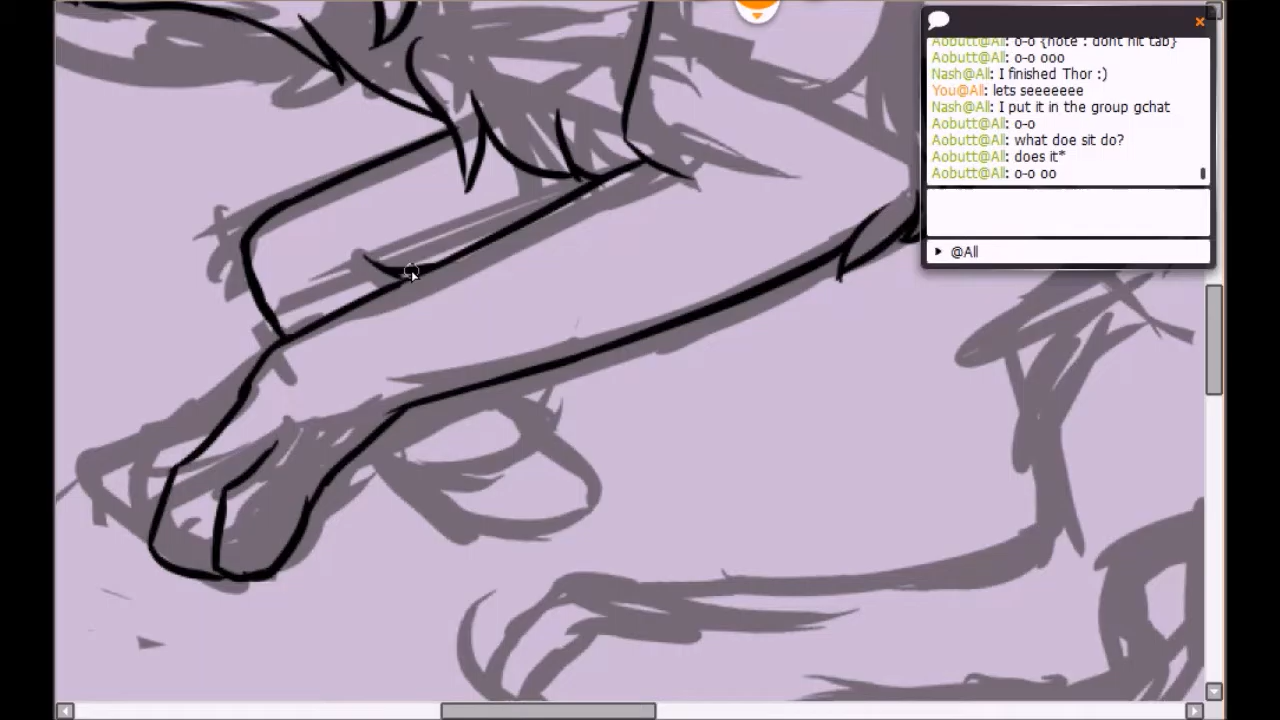 Aobutt@All: o-o {note : dont hit tab}
Aobutt@All: o-o ooo
Nash@All: I finished Thor :)
You@All: lets seeeeeee
Nash@All: I put it in the group gchat
Aobutt@All: o-o
Aobutt@All: what doe sit do?
Aobutt@All: does it*
Aobutt@All: o-o oo
@All